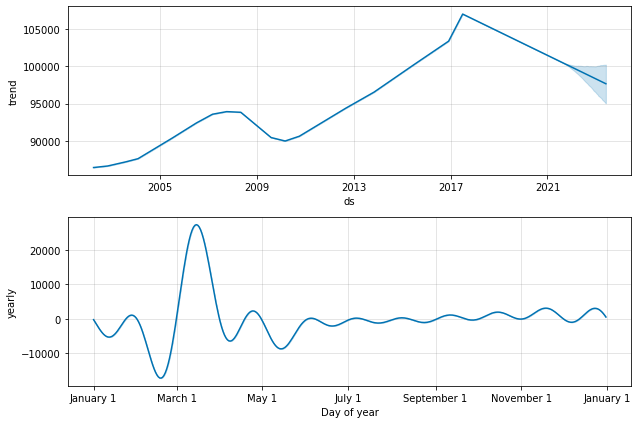 105000
100000
95000
90000
trend
2005 2009 2013 2017 2021
ds
20000
10000
0
−10000
yearly
January 1 March 1 May 1 July 1 September 1 November 1 January 1
Day of year